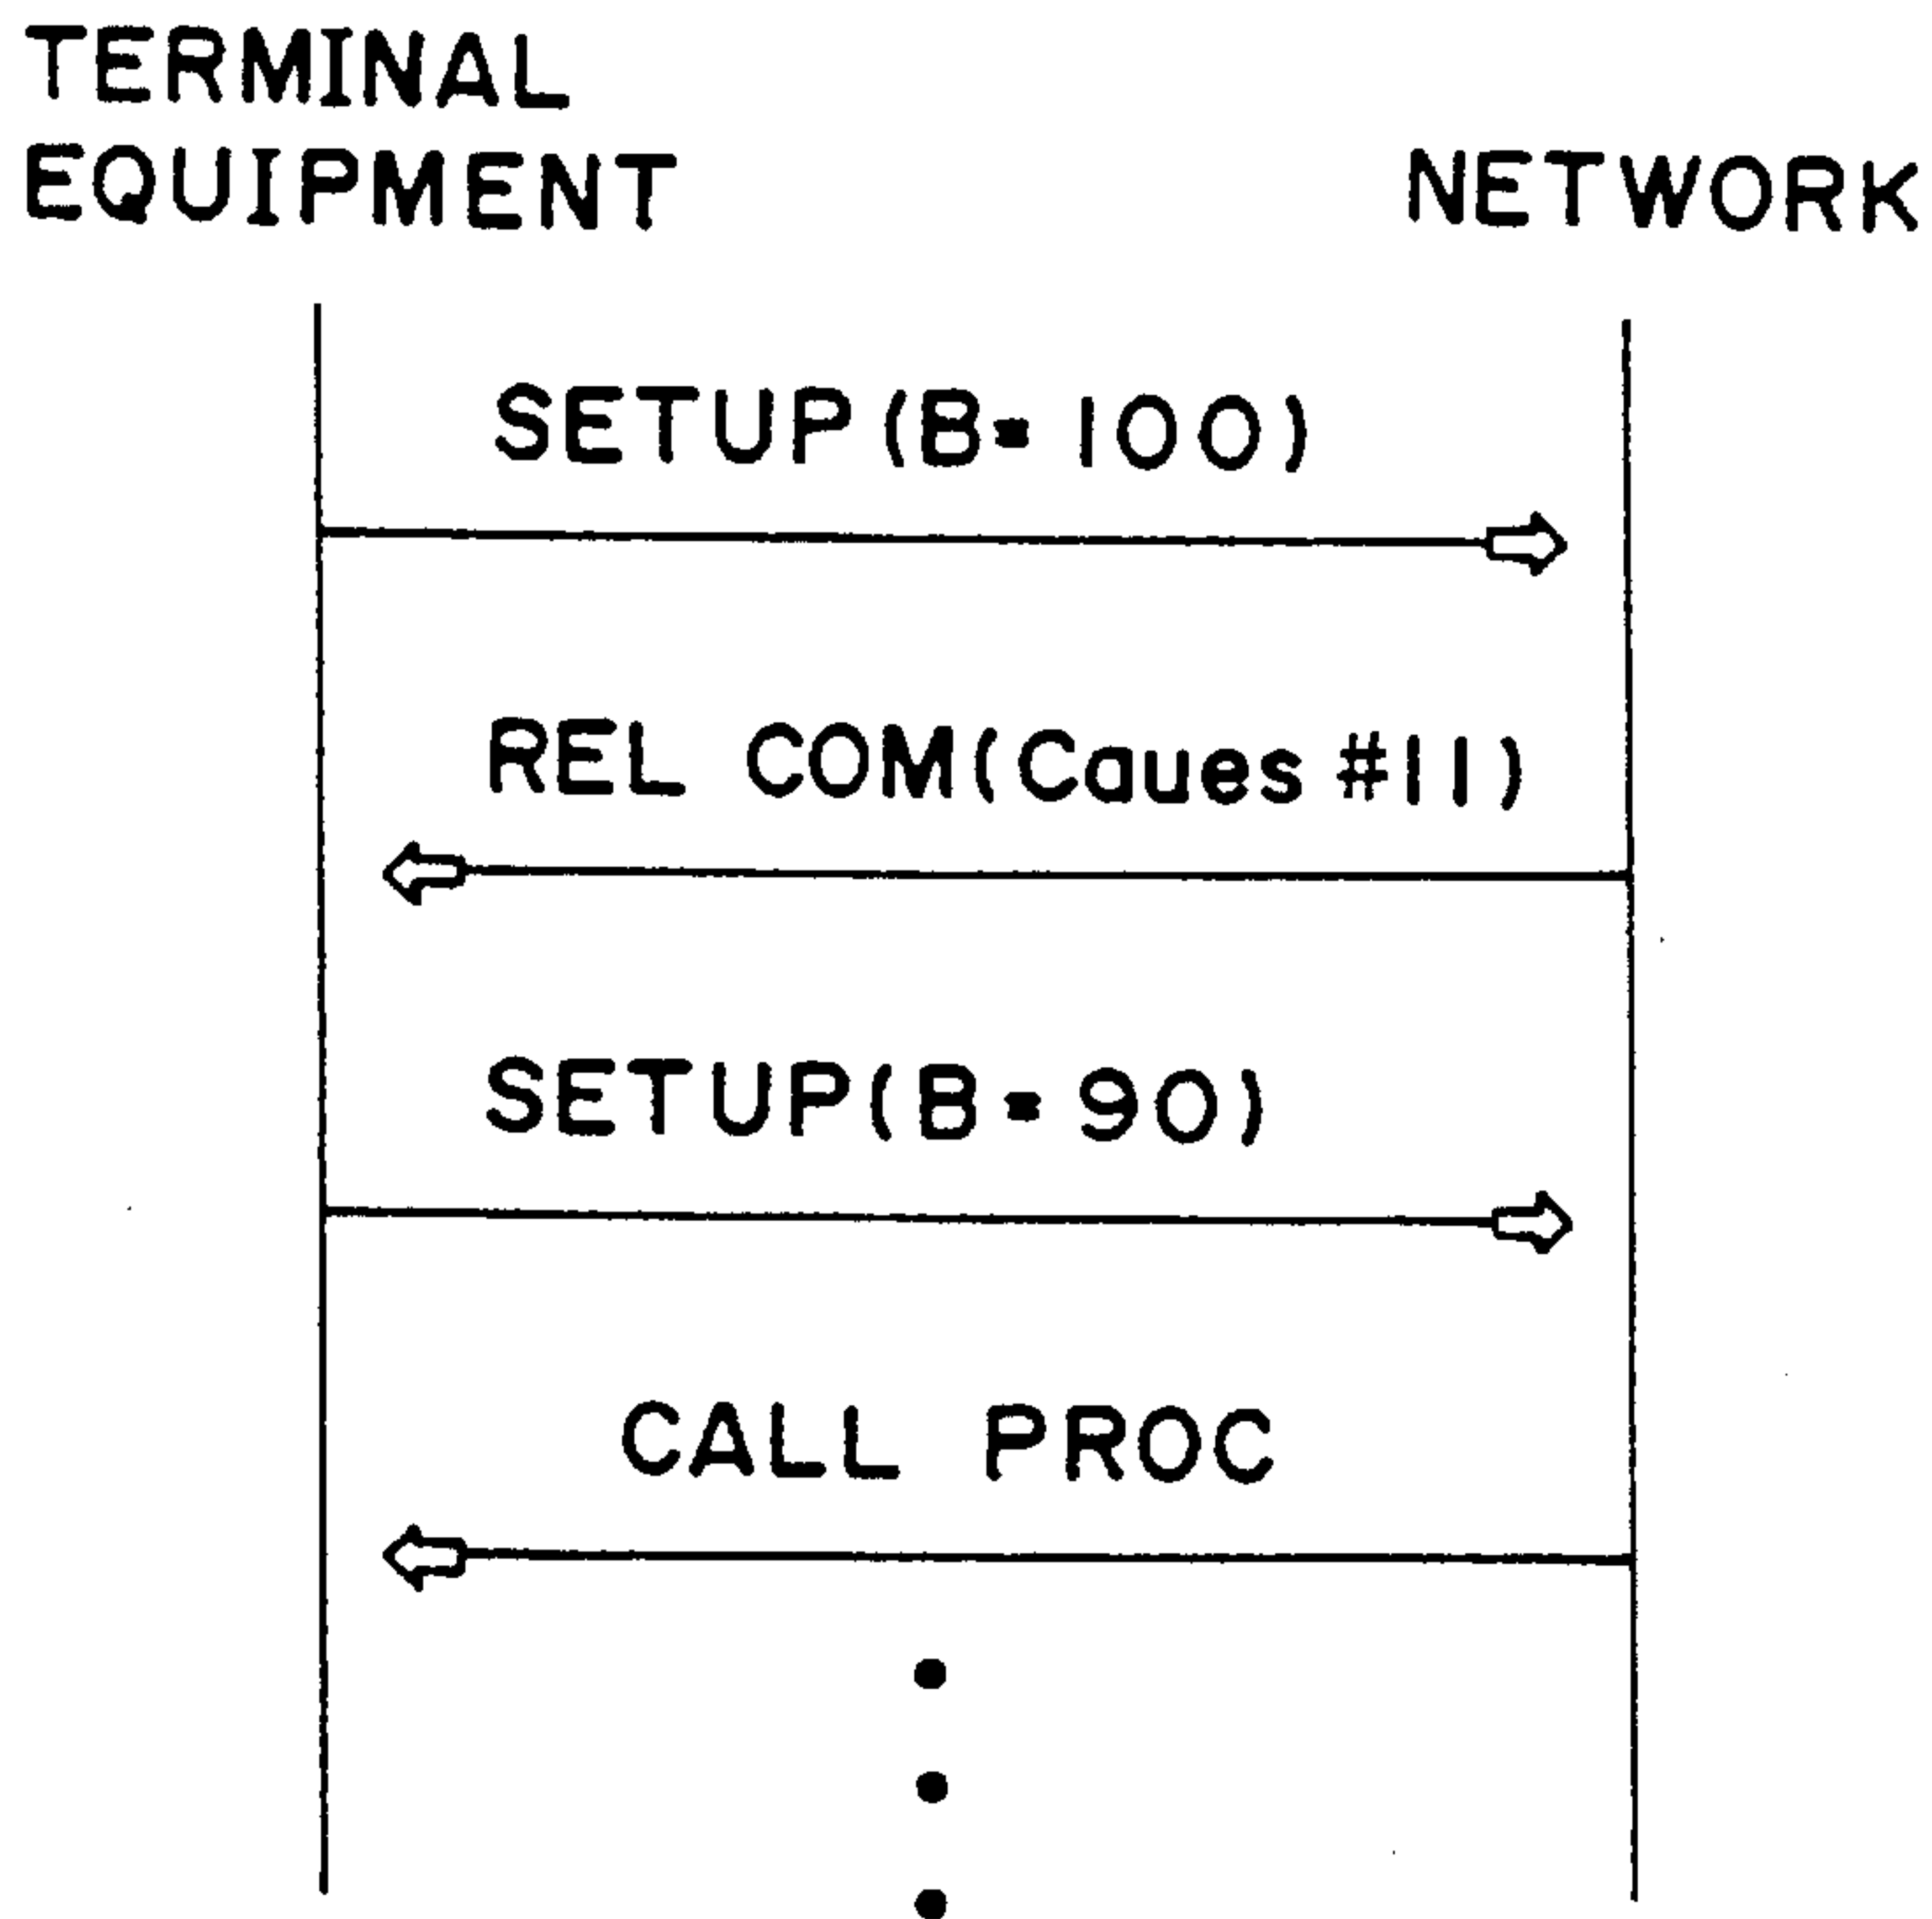 TERMINAL
EQUIPMENT
NETWORK
SETUP(B= 100)
REL COM(Caues #11)
SETUP(B= 90)
CALL PROC